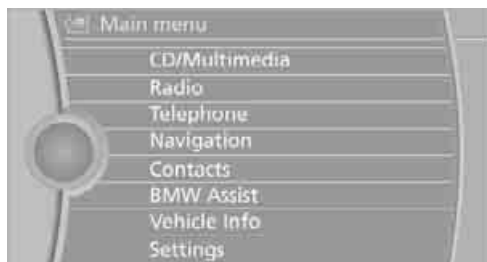 Main menu
CD/Multimedia
Radio
Telephone
Navigation
Contacts
BMW Assist
Vehicle Info
Settings